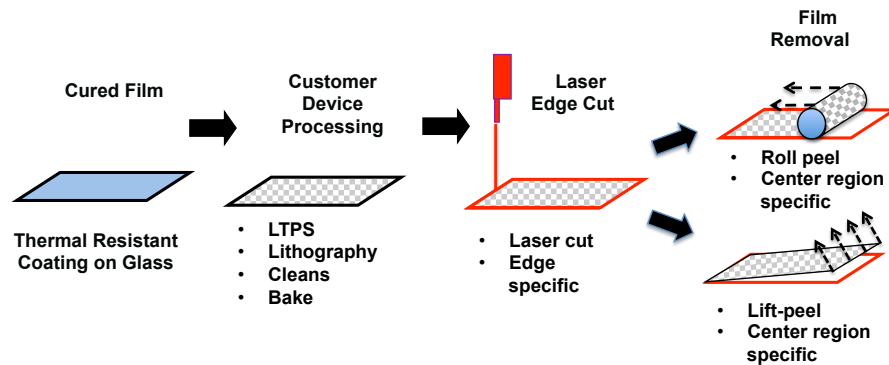 Cured Film
Thermal Resistant
Coating on Glass
Customer
Device
Processing
• LTPS
• Lithography
• Cleans
• Bake
Laser
Edge Cut
• Laser cut
• Edge
specific
Film
Removal
• Roll peel
• Center region
specific
• Lift-peel
• Center region
specific